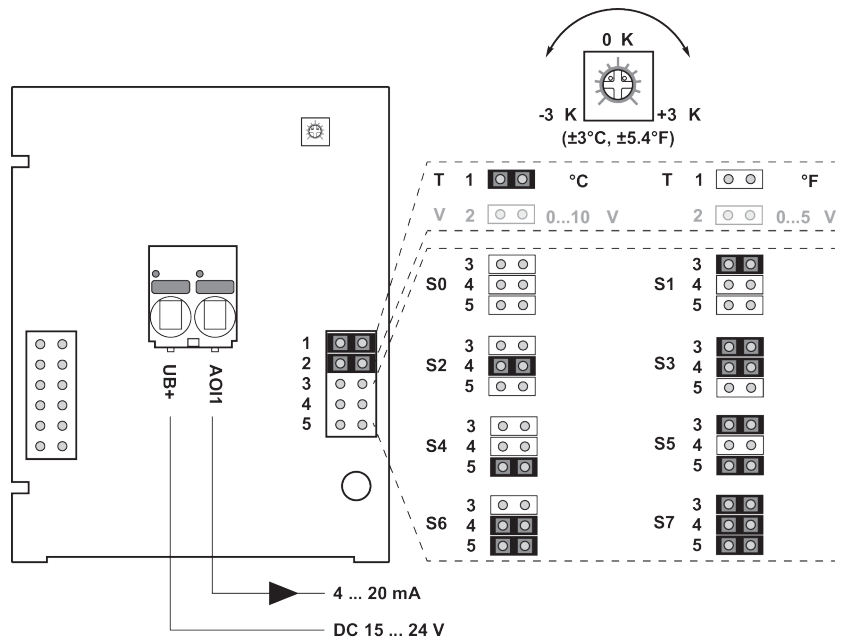 0 K
-3 K +3 K
(±3°C, ±5.4°F)
T 1 °C T 1 °F
V 2 0...10 V 2 0...5 V
3 3
S0 4 S1 4
5 5
1
2
3
4
5
UB+
AOI1
3 3
S2 4 S3 4
5 5
3 3
S4 4 S5 4
5 5
3 3
S6 4 S7 4
5 5
4 ... 20 mA
DC 15 ... 24 V